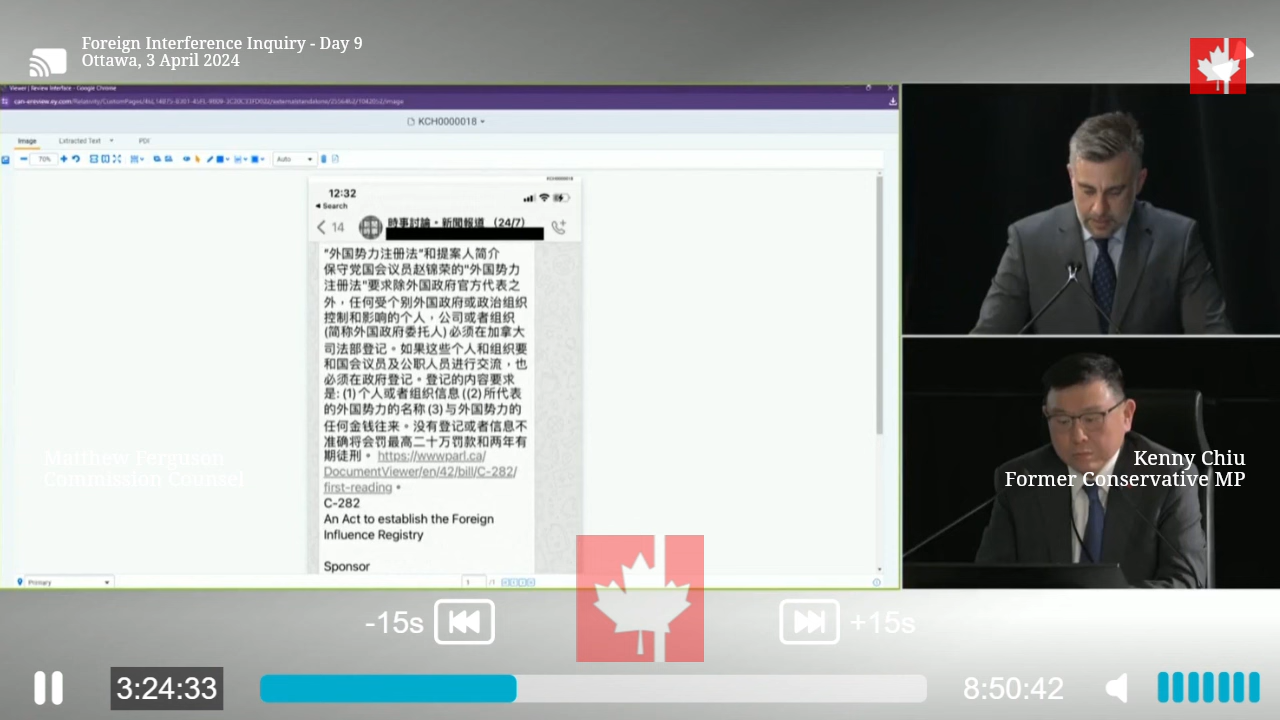 Foreign Interference Inquiry - Day 9
Ottawa, 3 April 2024
Viewer | Review Interface - Google Chrome
KCH0000018
Image Extracted Text PDF
70% Auto
KCH0000018
12:32
Search
14 時事討論·新聞報道 (24/7)
"外国势力注册法"和提案人简介
保守党国会议员赵锦荣的"外国势力
注册法"要求除外国政府官方代表之
外，任何受个别外国政府或政治组织
控制和影响的个人，公司或者组织
(简称外国政府委托人) 必须在加拿大
司法部登记。如果这些个人和组织要
和国会议员及公职人员进行交流，也
必须在政府登记。登记的内容要求
是: (1) 个人或者组织信息 ((2) 所代表
的外国势力的名称 (3) 与外国势力的
任何金钱往来。没有登记或者信息不
准确将会罚最高二十万罚款和两年有
期徒刑。 https://www.parl.ca/
DocumentViewer/en/42/bill/C-282/
first-reading。
C-282
An Act to establish the Foreign
Influence Registry
Sponsor
Primary 1 /1
Matthew Ferguson
Commission Counsel
Kenny Chiu
Former Conservative MP
-15s +15s
3:24:33 8:50:42